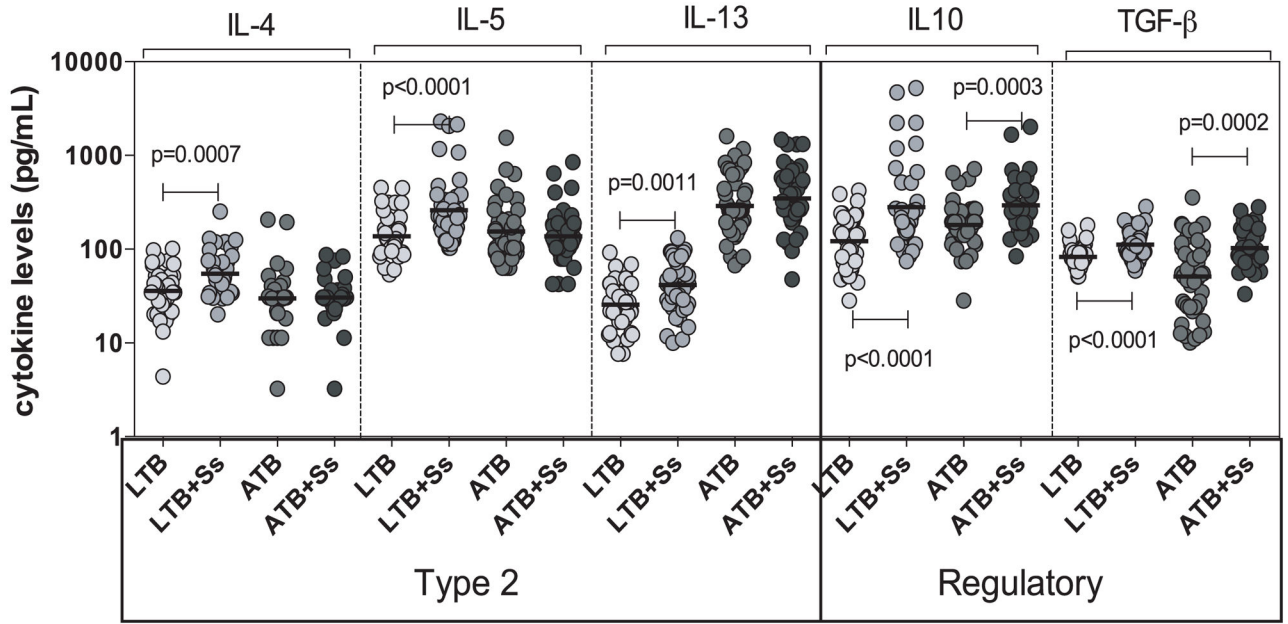 IL-4 IL-5 IL-13 IL10 TGF-β
cytokine levels (pg/mL)
10000
1000
100
10
1
p=0.0007
p<0.0001
p=0.0011
p<0.0001
p=0.0003
p<0.0001
p=0.0002
LTB LTB+Ss ATB ATB+Ss LTB LTB+Ss ATB ATB+Ss LTB LTB+Ss ATB ATB+Ss LTB LTB+Ss ATB ATB+Ss LTB LTB+Ss ATB ATB+Ss
Type 2 Regulatory